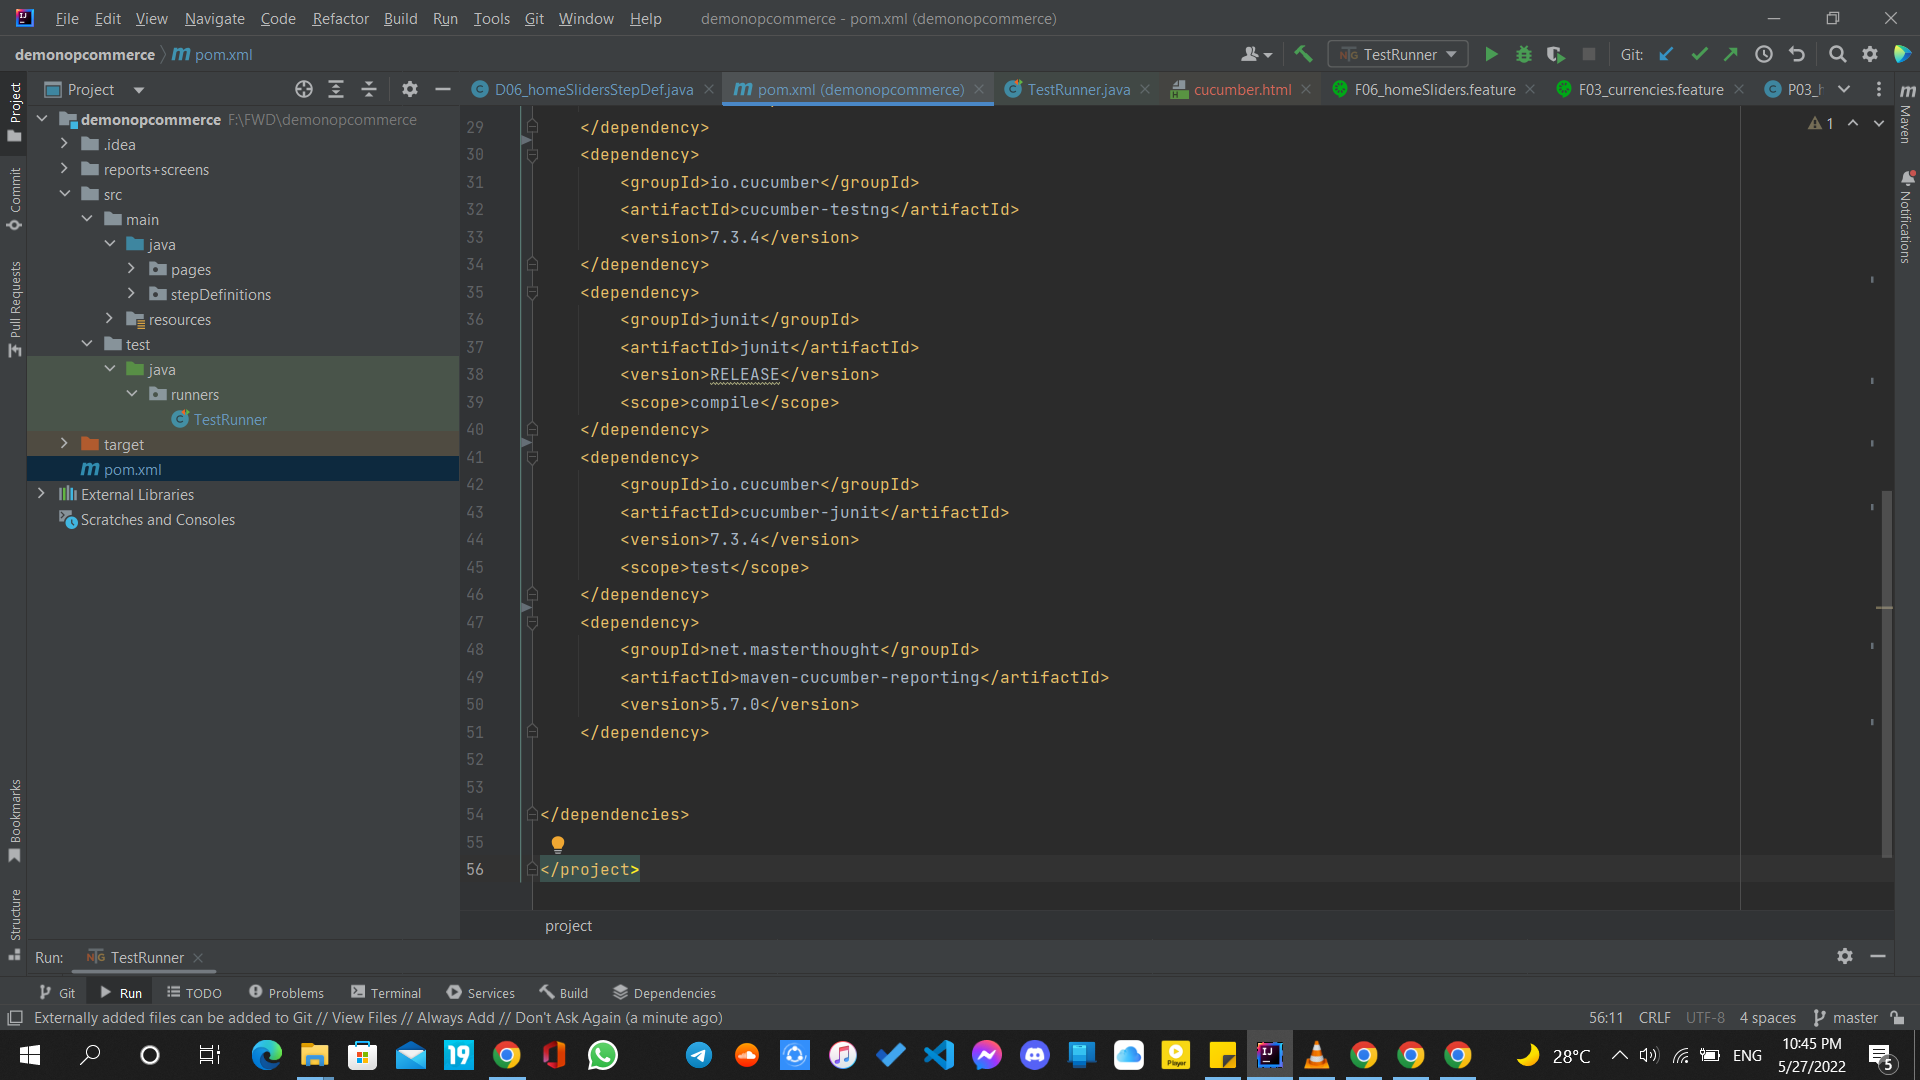 File Edit View Navigate Code Refactor Build Run Tools Git Window Help demonopcommerce - pom.xml (demonopcommerce)
demonopcommerce pom.xml TestRunner Git:
Project D06_homeSlidersStepDef.java pom.xml (demonopcommerce) TestRunner.java cucumber.html F06_homeSliders.feature F03_currencies.feature
demonopcommerce F:\FWD\demonopcommerce
.idea
reports+screens
src
main
java
pages
stepDefinitions
resources
test
java
runners
TestRunner
target
pom.xml
External Libraries
Scratches and Consoles
Project
Commit
Pull Requests
Bookmarks
Structure
29 </dependency>
30 <dependency>
31 <groupId>io.cucumber</groupId>
32 <artifactId>cucumber-testng</artifactId>
33 <version>7.3.4</version>
34 </dependency>
35 <dependency>
36 <groupId>junit</groupId>
37 <artifactId>junit</artifactId>
38 <version>RELEASE</version>
39 <scope>compile</scope>
40 </dependency>
41 <dependency>
42 <groupId>io.cucumber</groupId>
43 <artifactId>cucumber-junit</artifactId>
44 <version>7.3.4</version>
45 <scope>test</scope>
46 </dependency>
47 <dependency>
48 <groupId>net.masterthought</groupId>
49 <artifactId>maven-cucumber-reporting</artifactId>
50 <version>5.7.0</version>
51 </dependency>
52
53
54 </dependencies>
55
56 </project>
1
Maven
Notifications
project
Run: TestRunner
Git Run TODO Problems Terminal Services Build Dependencies
Externally added files can be added to Git // View Files // Always Add // Don't Ask Again (a minute ago) 56:11 CRLF UTF-8 4 spaces master
19 28°C ENG 10:45 PM
5/27/2022 5